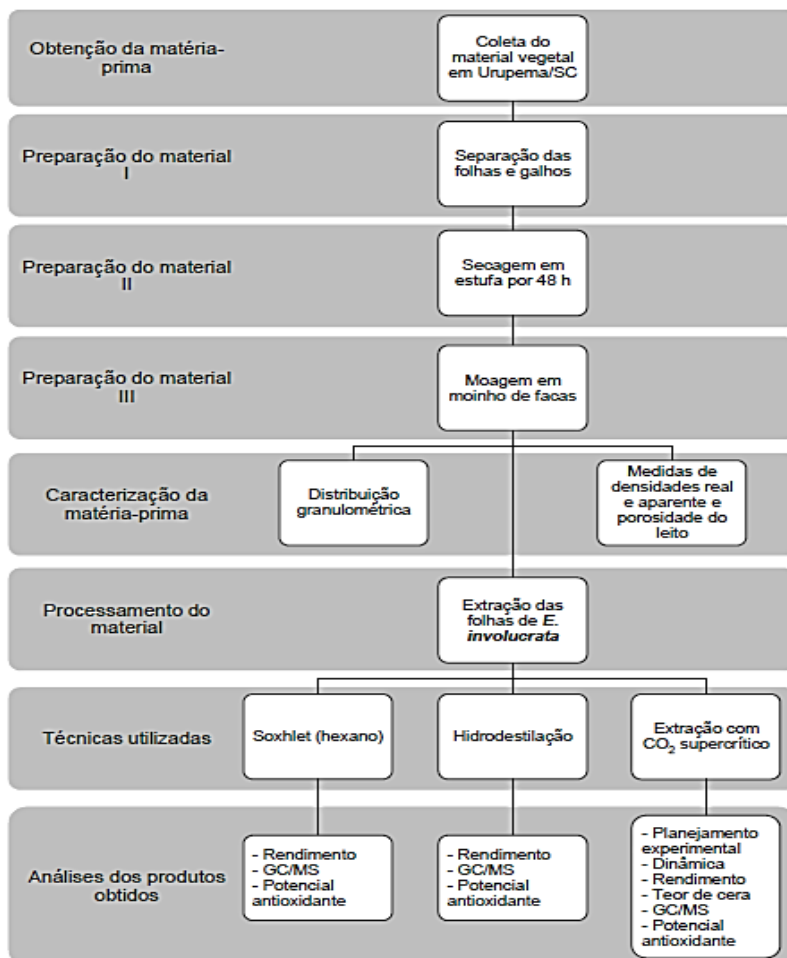 Obtenção da matéria-
prima
Coleta do
material vegetal
em Urupema/SC
Preparação do material
I
Separação das
folhas e galhos
Preparação do material
II
Secagem em
estufa por 48 h
Preparação do material
III
Moagem em
moinho de facas
Caracterização da
matéria-prima
Distribuição
granulométrica
Medidas de
densidades real
e aparente e
porosidade do
leito
Processamento do
material
Extração das
folhas de E.
involucrata
Técnicas utilizadas
Soxhlet (hexano)
Hidrodestilação
Extração com
CO₂ supercrítico
Análises dos produtos
obtidos
- Rendimento
- GC/MS
- Potencial
antioxidante
- Rendimento
- GC/MS
- Potencial
antioxidante
- Planejamento
experimental
- Dinâmica
- Rendimento
- Teor de cera
- GC/MS
- Potencial
antioxidante